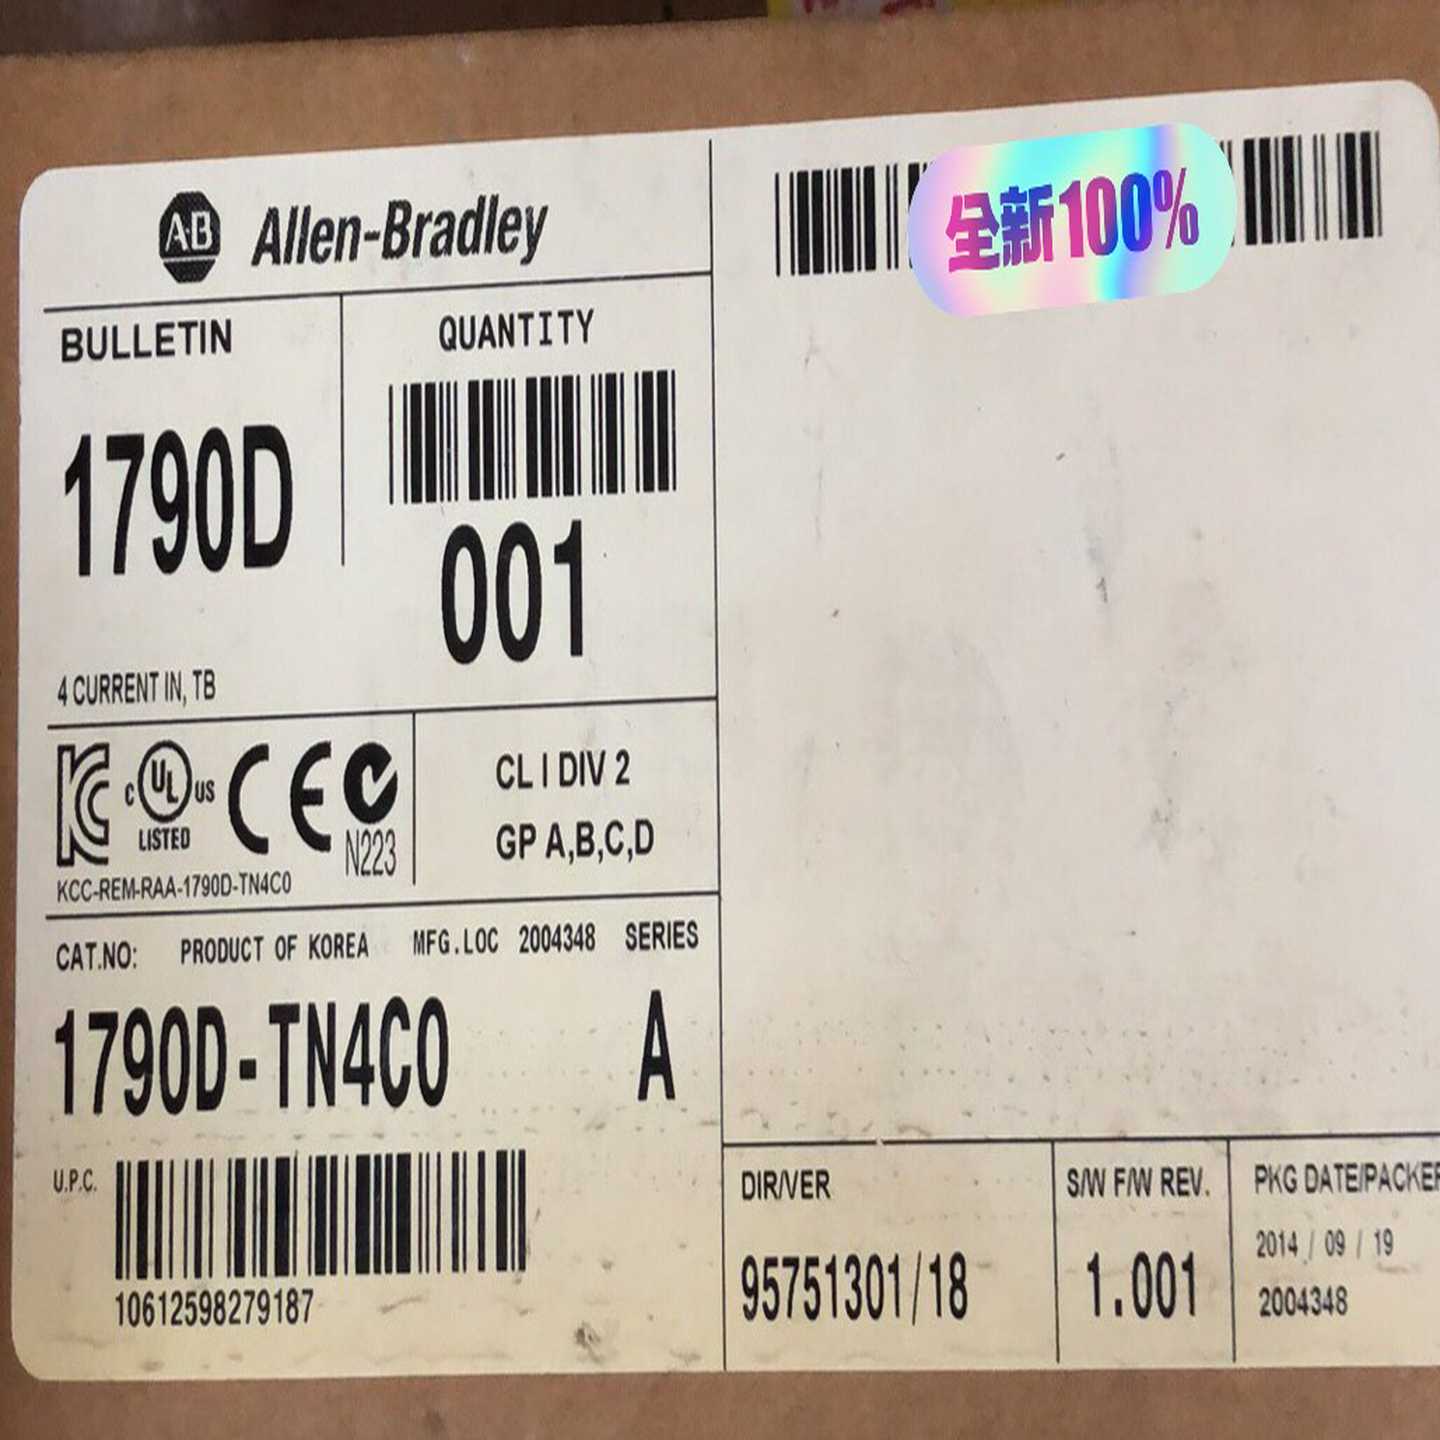 A·B Allen-Bradley
全新100%
BULLETIN
QUANTITY
1790D
001
4 CURRENT IN, TB
C UL US LISTED
CE
N223
KCC-REM-RAA-1790D-TN4C0
CL I DIV 2
GP A,B,C,D
CAT.NO: PRODUCT OF KOREA MFG.LOC 2004348 SERIES
1790D-TN4C0 A
U.P.C.
10612598279187
DIR/VER
95751301/18
S/W F/W REV.
1.001
PKG DATE/PACKER
2014 / 09 / 19
2004348